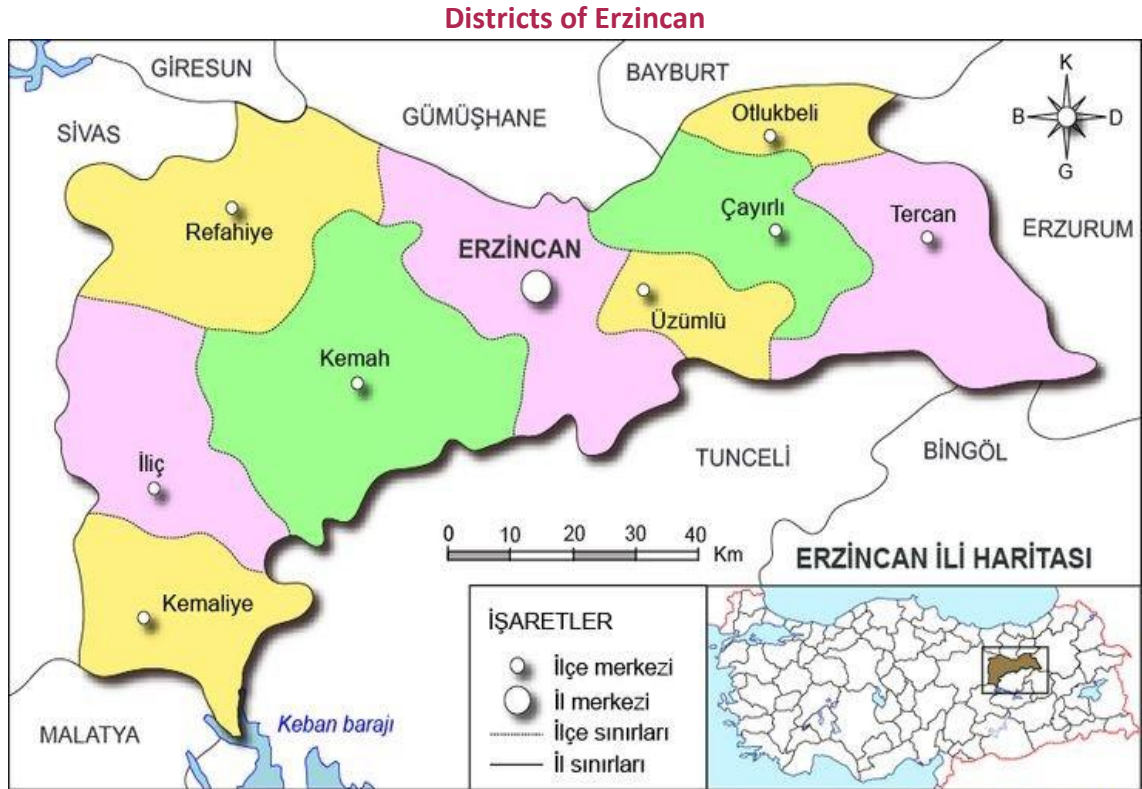 Districts of Erzincan
GİRESUN
BAYBURT
K
GÜMÜŞHANE
Otlukbeli
SİVAS
B
D
G
Çayırlı
Tercan
Refahiye
ERZURUM
ERZİNCAN
Üzümlü
Kemah
TUNCELİ
BİNGÖL
İliç
0 10 20 30 40
Km
ERZİNCAN İLİ HARİTASI
Kemaliye
İŞARETLER
İlçe merkezi
İl merkezi
İlçe sınırları
İl sınırları
MALATYA
Keban barajı